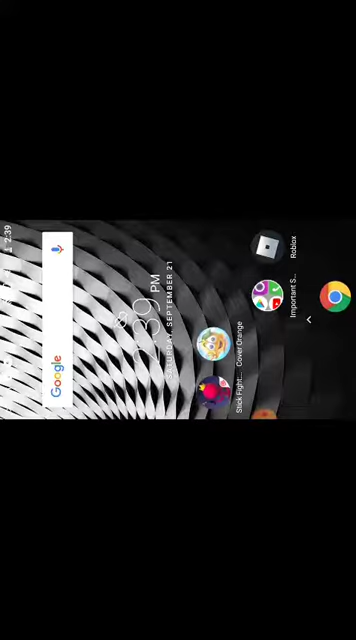 2:39
Google
2:39 PM
SATURDAY, SEPTEMBER 21
Stick Fight:...
Cover Orange
Important S...
Roblox